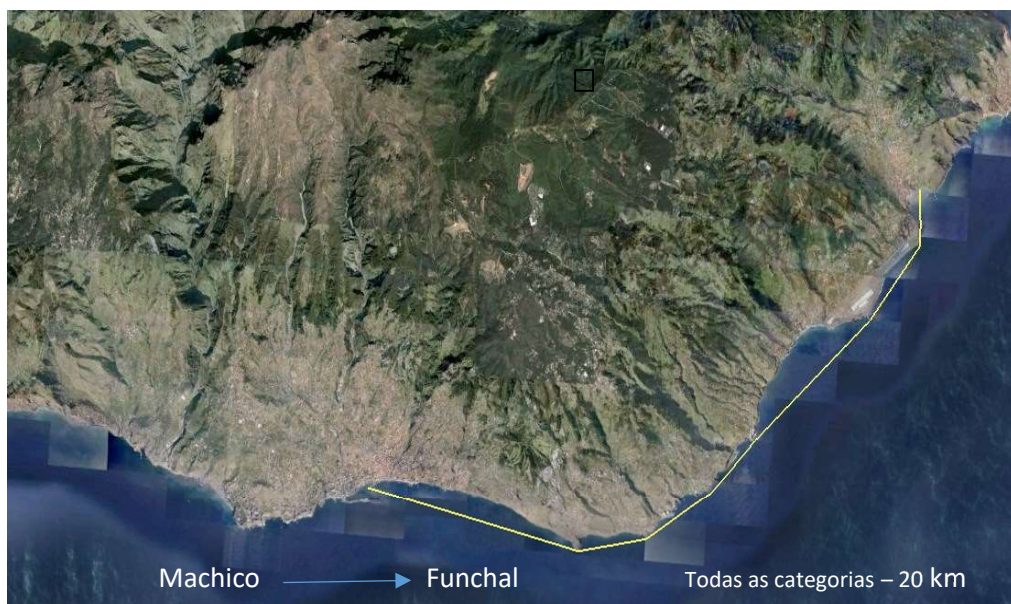 Machico → Funchal Todas as categorias – 20 km